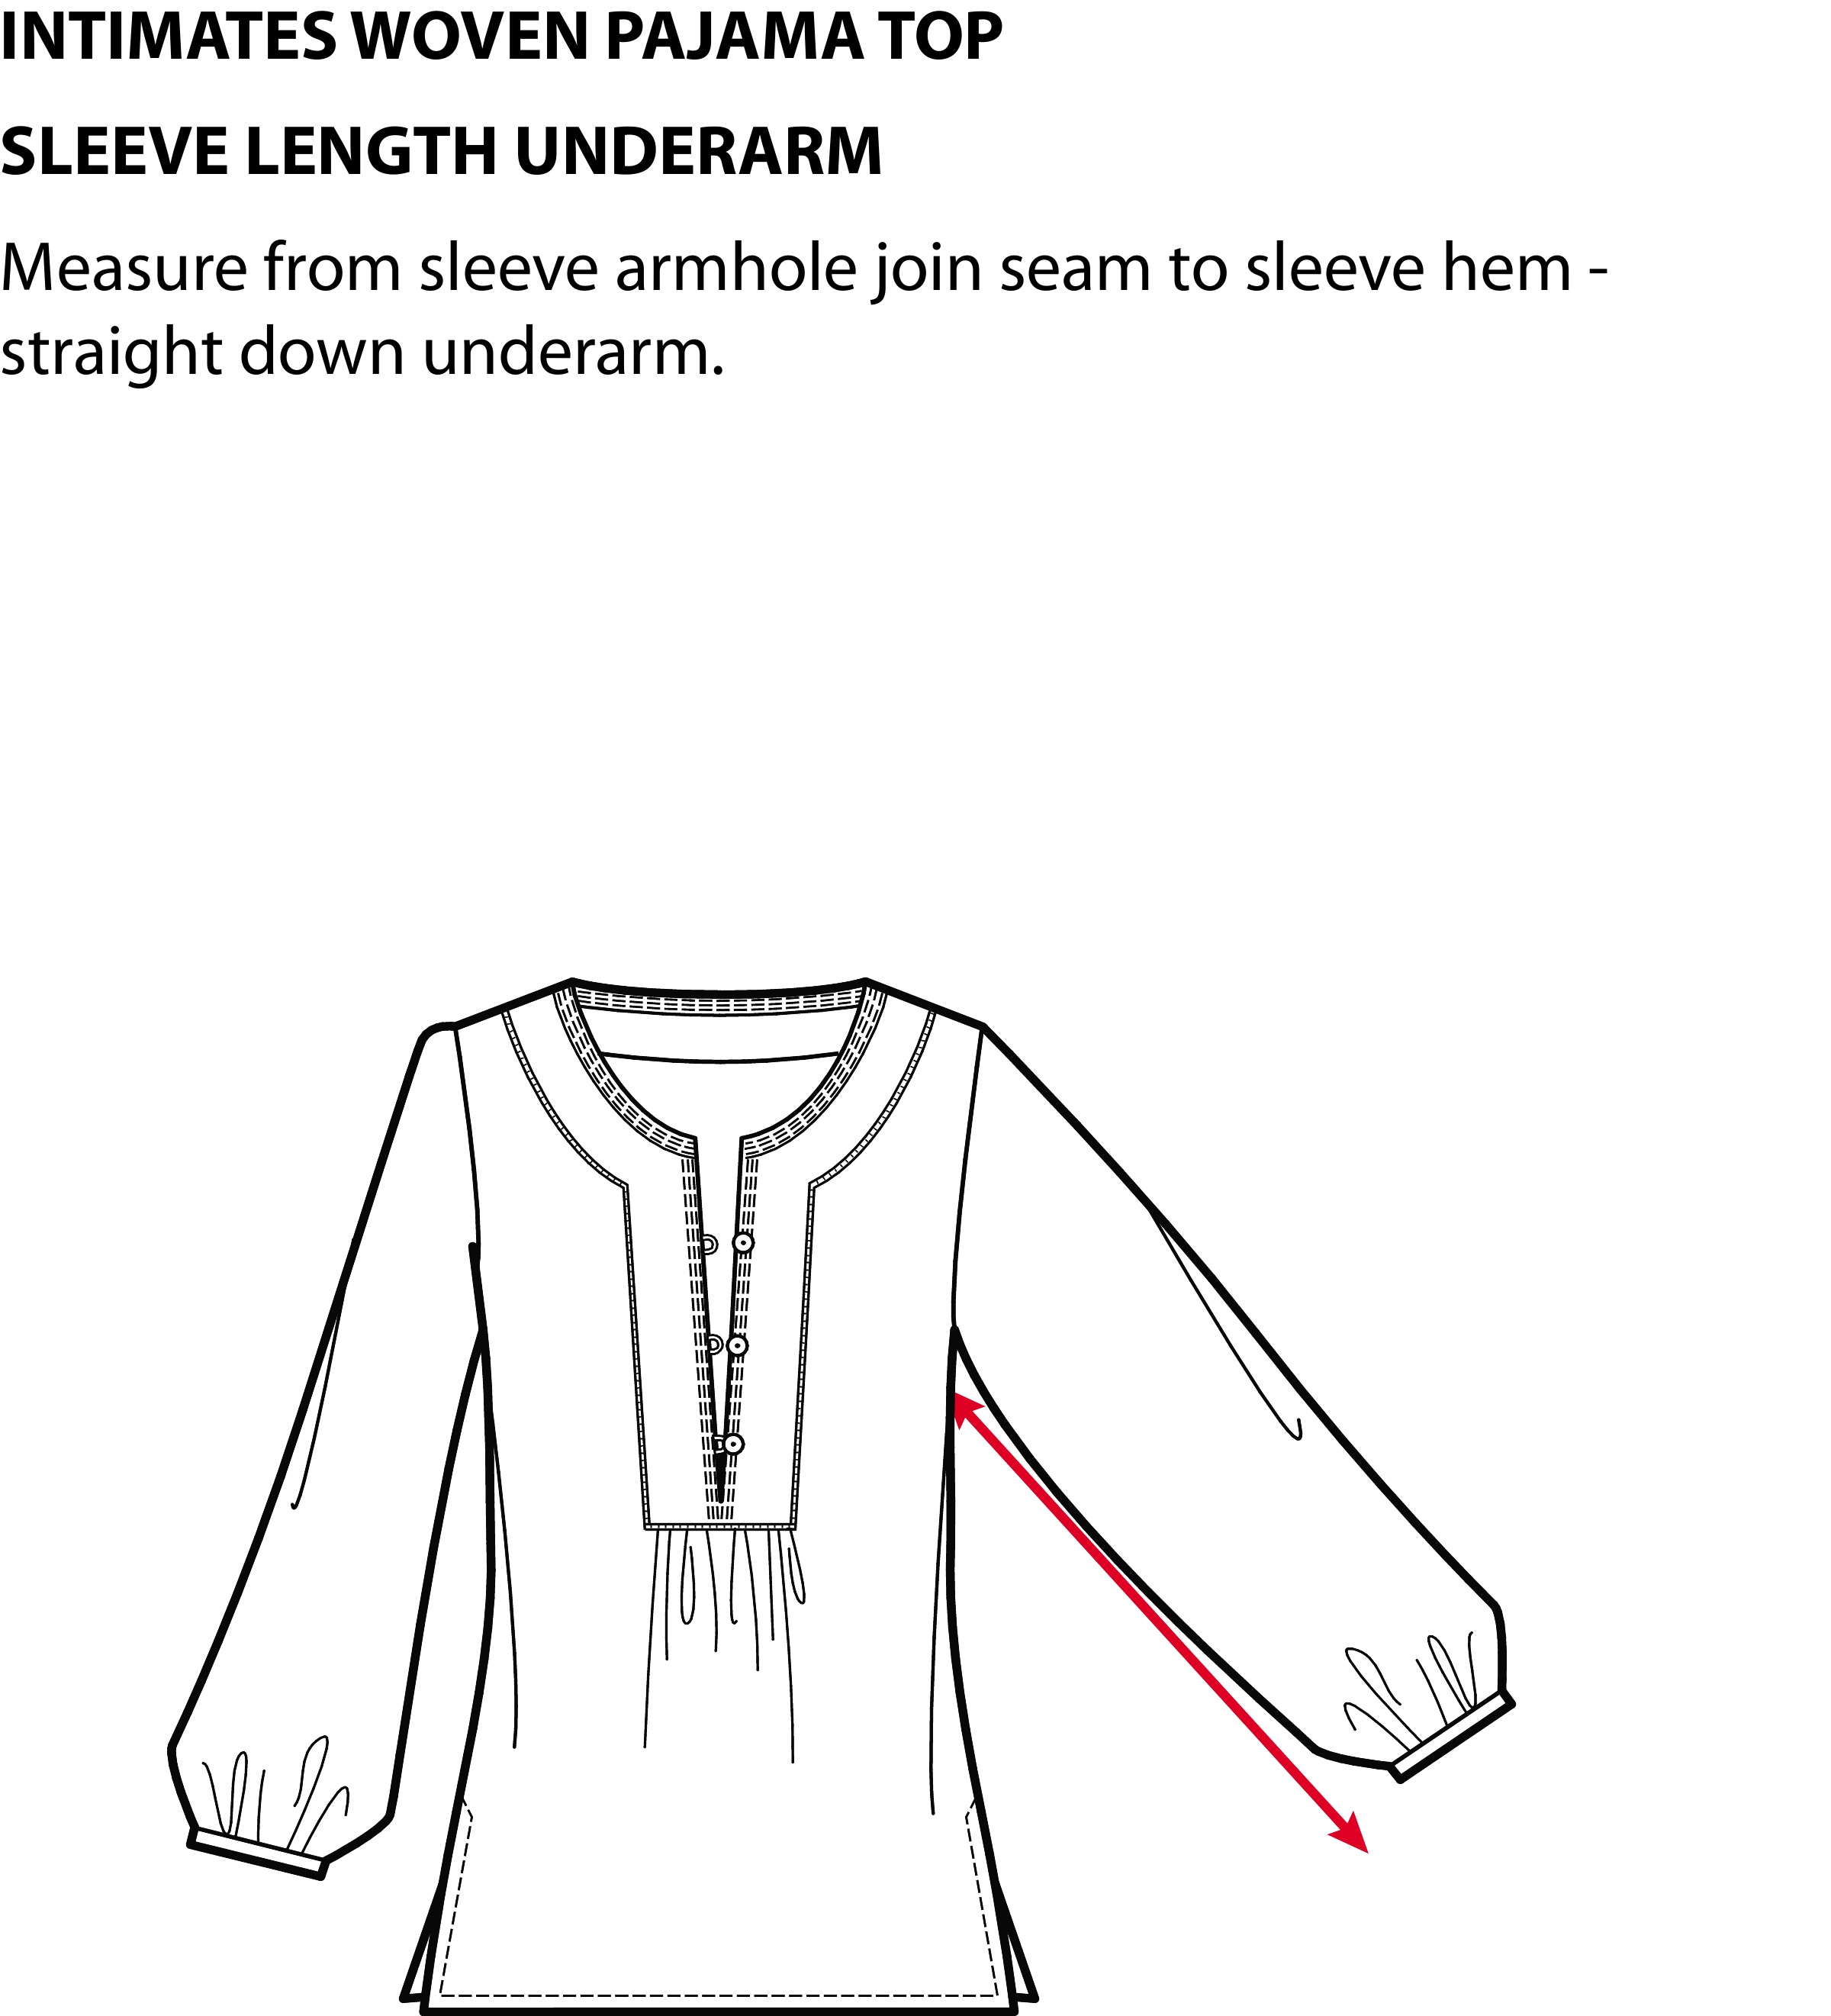 INTIMATES WOVEN PAJAMA TOP
SLEEVE LENGTH UNDERARM
Measure from sleeve armhole join seam to sleeve hem -
straight down underarm.